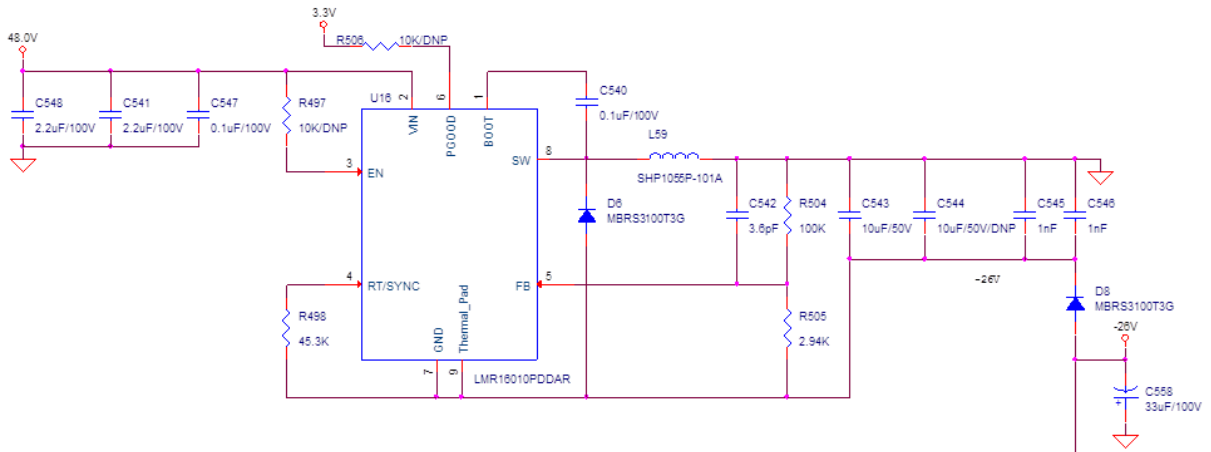 3.3V
48.0V
R506
10K/DNP
C548
2.2uF/100V
C541
2.2uF/100V
C547
0.1uF/100V
R497
10K/DNP
U16
2
6
1
VIN
PGOOD
BOOT
C540
0.1uF/100V
L59
SHP1055P-101A
SW
8
3
EN
D6
MBRS3100T3G
C542
3.6pF
R504
100K
C543
10uF/50V
C544
10uF/50V/DNP
C545
1nF
C546
1nF
4
RT/SYNC
FB
5
-26V
D8
MBRS3100T3G
R498
45.3K
GND
Thermal_Pad
7
9
LMR16010PDDAR
R505
2.94K
-26V
C558
33uF/100V
+